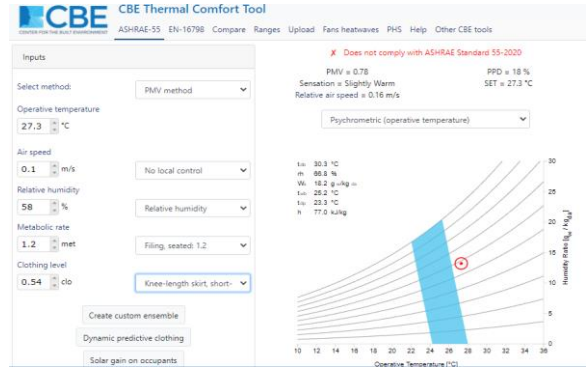 CBE
CENTER FOR THE BUILT ENVIRONMENT
CBE Thermal Comfort Tool
ASHRAE-55 EN-16798 Compare Ranges Upload Fans heatwaves PHS Help Other CBE tools
Inputs
Select method:
PMV method
Operative temperature
27.3 °C
Air speed
0.1 m/s
No local control
Relative humidity
58 %
Relative humidity
Metabolic rate
1.2 met
Filing, seated: 1.2
Clothing level
0.54 clo
Knee-length skirt, short-
Create custom ensemble
Dynamic predictive clothing
Solar gain on occupants
✗ Does not comply with ASHRAE Standard 55-2020
PMV = 0.78
PPD = 18 %
Sensation = Slightly Warm
SET = 27.3 °C
Relative air speed = 0.16 m/s
Psychrometric (operative temperature)
30.3 °C
rh 66.8 %
18.2
25.2 °C
23.3 °C
h 77.0 kJ/kg
30
25
20
15
10
5
0
Humidity Ratio [gw / kgda]
10 12 14 16 18 20 22 24 26 28 30 32 34 36
Operative Temperature [°C]